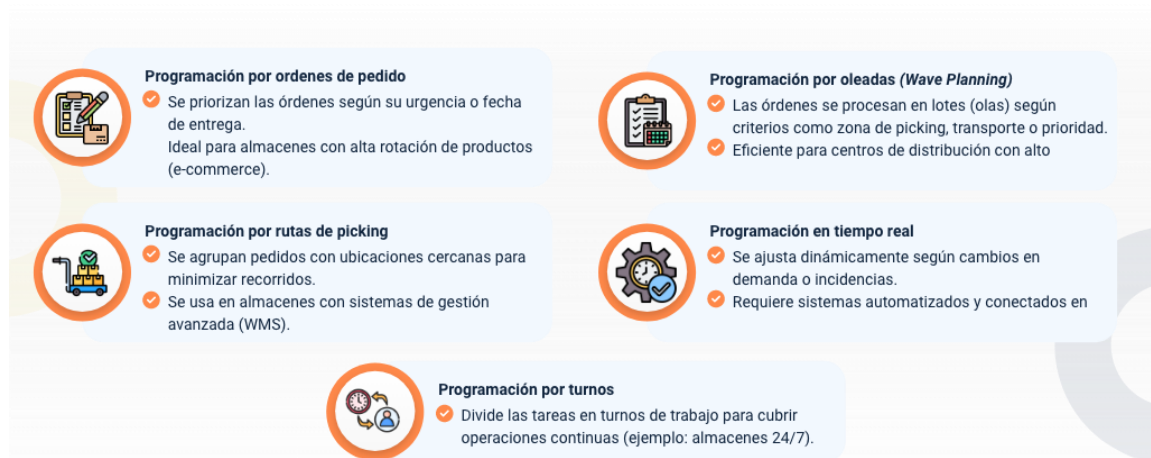 Programación por ordenes de pedido
Se priorizan las órdenes según su urgencia o fecha
de entrega.
Ideal para almacenes con alta rotación de productos
(e-commerce).
Programación por oleadas (Wave Planning)
Las órdenes se procesan en lotes (olas) según
criterios como zona de picking, transporte o prioridad.
Eficiente para centros de distribución con alto
Programación por rutas de picking
Se agrupan pedidos con ubicaciones cercanas para
minimizar recorridos.
Se usa en almacenes con sistemas de gestión
avanzada (WMS).
Programación en tiempo real
Se ajusta dinámicamente según cambios en
demanda o incidencias.
Requiere sistemas automatizados y conectados en
Programación por turnos
Divide las tareas en turnos de trabajo para cubrir
operaciones continuas (ejemplo: almacenes 24/7).